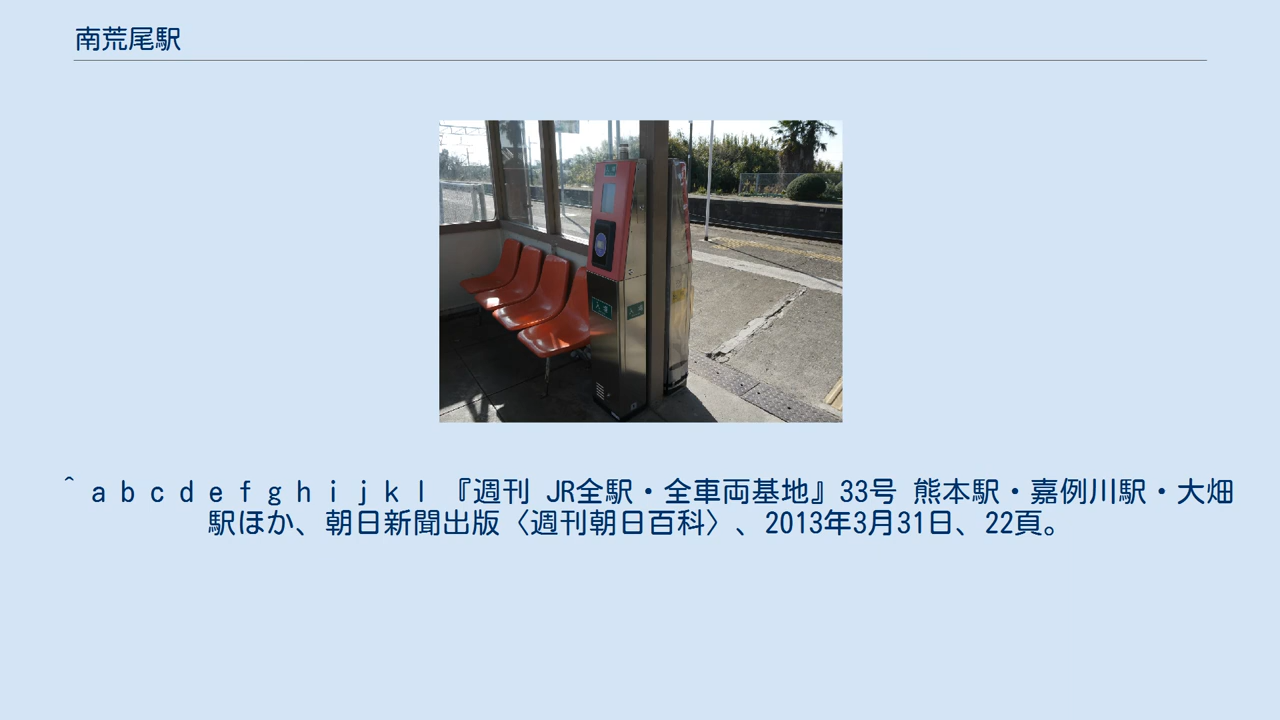 南荒尾駅
^ a b c d e f g h i j k l 『週刊 JR全駅・全車両基地』33号 熊本駅・嘉例川駅・大畑
駅ほか、朝日新聞出版〈週刊朝日百科〉、2013年3月31日、22頁。